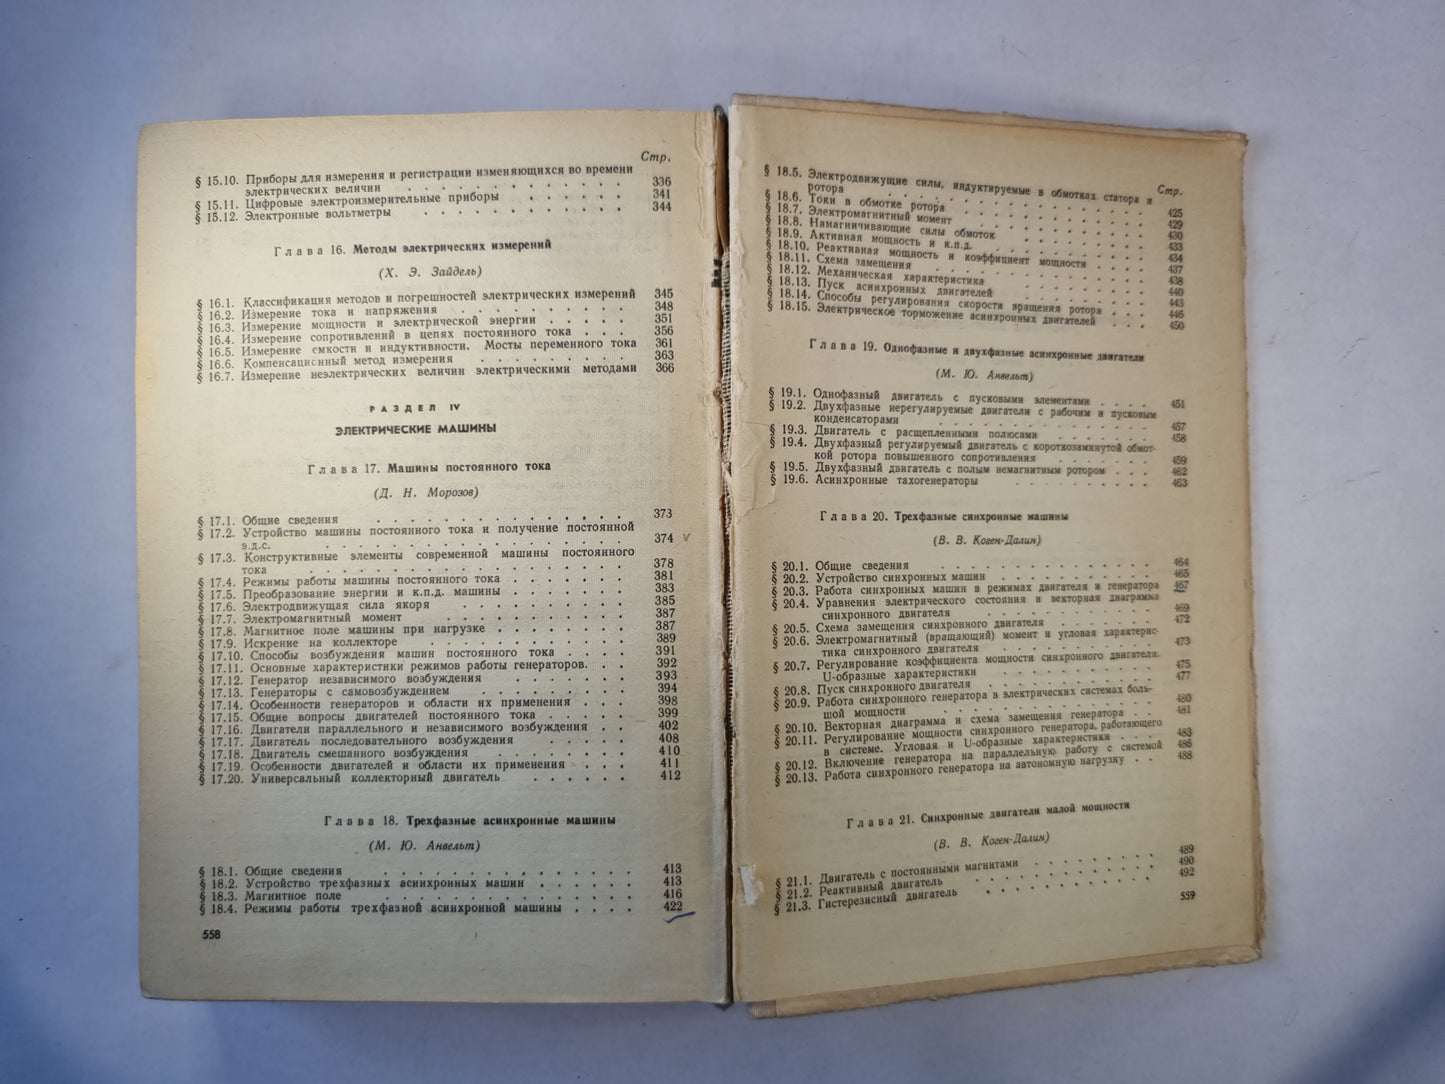 Стр.
§ 15.10. Приборы для измерения и регистрации изменяющихся во времени
электрических величин . . . . . . . . . . 336
§ 15.11. Цифровые электроизмерительные приборы . . . . . . 341
§ 15.12. Электронные вольтметры . . . . . . . . . . 344
Глава 16. Методы электрических измерений
(Х. Э. Зайдель)
§ 16.1. Классификация методов и погрешностей электрических измерений 345
§ 16.2. Измерение тока и напряжения . . . . . . . . . 348
§ 16.3. Измерение мощности и электрической энергии . . . . . 351
§ 16.4. Измерение сопротивлений в цепях постоянного тока . . . 356
§ 16.5. Измерение емкости и индуктивности. Мосты переменного тока 361
§ 16.6. Компенсационный метод измерения . . . . . . . 363
§ 16.7. Измерение неэлектрических величин электрическими методами 366
РАЗДЕЛ IV
ЭЛЕКТРИЧЕСКИЕ МАШИНЫ
Глава 17. Машины постоянного тока
(Д. Н. Морозов)
§ 17.1. Общие сведения . . . . . . . . . . . . 373
§ 17.2. Устройство машины постоянного тока и получение постоянной
э.д.с. . . . . . . . . . . . . . . . 374
§ 17.3. Конструктивные элементы современной машины постоянного
тока . . . . . . . . . . . . . . . 378
§ 17.4. Режимы работы машины постоянного тока . . . . . . 381
§ 17.5. Преобразование энергии и к.п.д. машины . . . . . . 383
§ 17.6. Электродвижущая сила якоря . . . . . . . . 385
§ 17.7. Электромагнитный момент . . . . . . . . . 387
§ 17.8. Магнитное поле машины при нагрузке . . . . . . . 387
§ 17.9. Искрение на коллекторе . . . . . . . . . 389
§ 17.10. Способы возбуждения машин постоянного тока . . . . 391
§ 17.11. Основные характеристики режимов работы генераторов. . . 392
§ 17.12. Генератор независимого возбуждения . . . . . . 393
§ 17.13. Генераторы с самовозбуждением . . . . . . . 394
§ 17.14. Особенности генераторов и области их применения . . . 398
§ 17.15. Общие вопросы двигателей постоянного тока . . . . . 399
§ 17.16. Двигатели параллельного и независимого возбуждения . . 402
§ 17.17. Двигатель последовательного возбуждения . . . . . 408
§ 17.18. Двигатель смешанного возбуждения . . . . . . . 410
§ 17.19. Особенности двигателей и области их применения . . . 411
§ 17.20. Универсальный коллекторный двигатель . . . . . . 412
Глава 18. Трехфазные асинхронные машины
(М. Ю. Анвельт)
§ 18.1. Общие сведения . . . . . . . . . . . . 413
§ 18.2. Устройство трехфазных асинхронных машин . . . . . 413
§ 18.3. Магнитное поле . . . . . . . . . . . . 416
§ 18.4. Режимы работы трехфазной асинхронной машины . . . . 422
558
Стр.
§ 18.5. Электродвижущие силы, индуктируемые в обмотках статора и
ротора . . . . . . . . . . . . . . 425
§ 18.6. Токи в обмотке ротора . . . . . . . . . . 429
§ 18.7. Электромагнитный момент . . . . . . . . . 430
§ 18.8. Намагничивающие силы обмоток . . . . . . . 433
§ 18.9. Активная мощность и к.п.д. . . . . . . . . 434
§ 18.10. Реактивная мощность и коэффициент мощности . . . . 437
§ 18.11. Схема замещения . . . . . . . . . . . 438
§ 18.12. Механическая характеристика . . . . . . . . 440
§ 18.13. Пуск асинхронных двигателей . . . . . . . . 443
§ 18.14. Способы регулирования скорости вращения ротора . . . 446
§ 18.15. Электрическое торможение асинхронных двигателей . . . 450
Глава 19. Однофазные и двухфазные асинхронные двигатели
(М. Ю. Анвельт)
§ 19.1. Однофазный двигатель с пусковыми элементами . . . . 451
§ 19.2. Двухфазные нерегулируемые двигатели с рабочим и пусковым
конденсаторами . . . . . . . . . . . 457
§ 19.3. Двигатель с расщепленными полюсами . . . . . . 458
§ 19.4. Двухфазный регулируемый двигатель с короткозамкнутой обмот-
кой ротора повышенного сопротивления . . . . . . 459
§ 19.5. Двухфазный двигатель с полым немагнитным ротором . . . 462
§ 19.6. Асинхронные тахогенераторы . . . . . . . . 463
Глава 20. Трехфазные синхронные машины
(В. В. Коген-Далин)
§ 20.1. Общие сведения . . . . . . . . . . . 464
§ 20.2. Устройство синхронных машин . . . . . . . . 465
§ 20.3. Работа синхронных машин в режимах двигателя и генератора 467
§ 20.4. Уравнения электрического состояния и векторная диаграмма
синхронного двигателя . . . . . . . . . . 469
§ 20.5. Схема замещения синхронного двигателя . . . . . . 472
§ 20.6. Электромагнитный (вращающий) момент и угловая характерис-
тика синхронного двигателя . . . . . . . . 473
§ 20.7. Регулирование коэффициента мощности синхронного двигателя.
U-образные характеристики . . . . . . . . 475
§ 20.8. Пуск синхронного двигателя . . . . . . . . . 477
§ 20.9. Работа синхронного генератора в электрических системах боль-
шой мощности . . . . . . . . . . . . 480
§ 20.10. Векторная диаграмма и схема замещения генератора . . 481
§ 20.11. Регулирование мощности синхронного генератора, работающего
в системе. Угловая и U-образные характеристики . . . 483
§ 20.12. Включение генератора на параллельную работу с системой 486
§ 20.13. Работа синхронного генератора на автономную нагрузку . . 488
Глава 21. Синхронные двигатели малой мощности
(В. В. Коген-Далин)
§ 21.1. Двигатель с постоянными магнитами . . . . . . . 489
§ 21.2. Реактивный двигатель . . . . . . . . . . 490
§ 21.3. Гистерезисный двигатель . . . . . . . . . 492
559